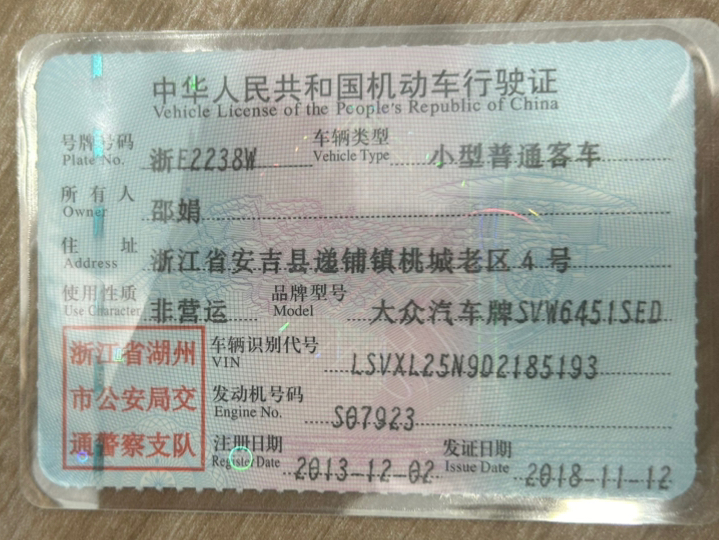 中华人民共和国机动车行驶证
Vehicle License of the People's Republic of China
号牌号码 浙E2238W 车辆类型 小型普通客车
Plate No. Vehicle Type
所有人 邵娟
Owner
住址 浙江省安吉县递铺镇桃城老区4号
Address
使用性质 非营运 品牌型号 大众汽车牌SVW6451SED
Use Character Model
浙江省湖州 车辆识别代号 LSVXL25N9D2185193
VIN
市公安局交 发动机号码 S07923
Engine No.
通警察支队 注册日期 2013-12-02 发证日期 2018-11-12
Register Date Issue Date